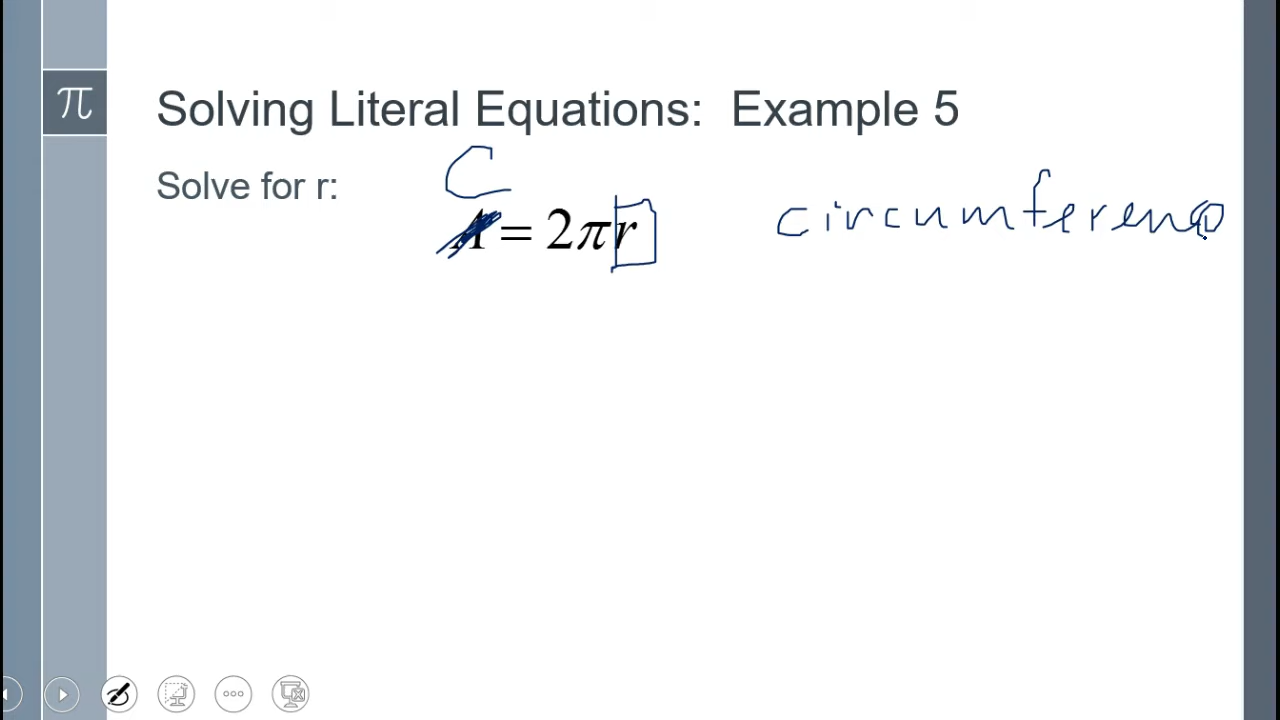 π
Solving Literal Equations: Example 5
Solve for r:
C
A = 2πr
circumference